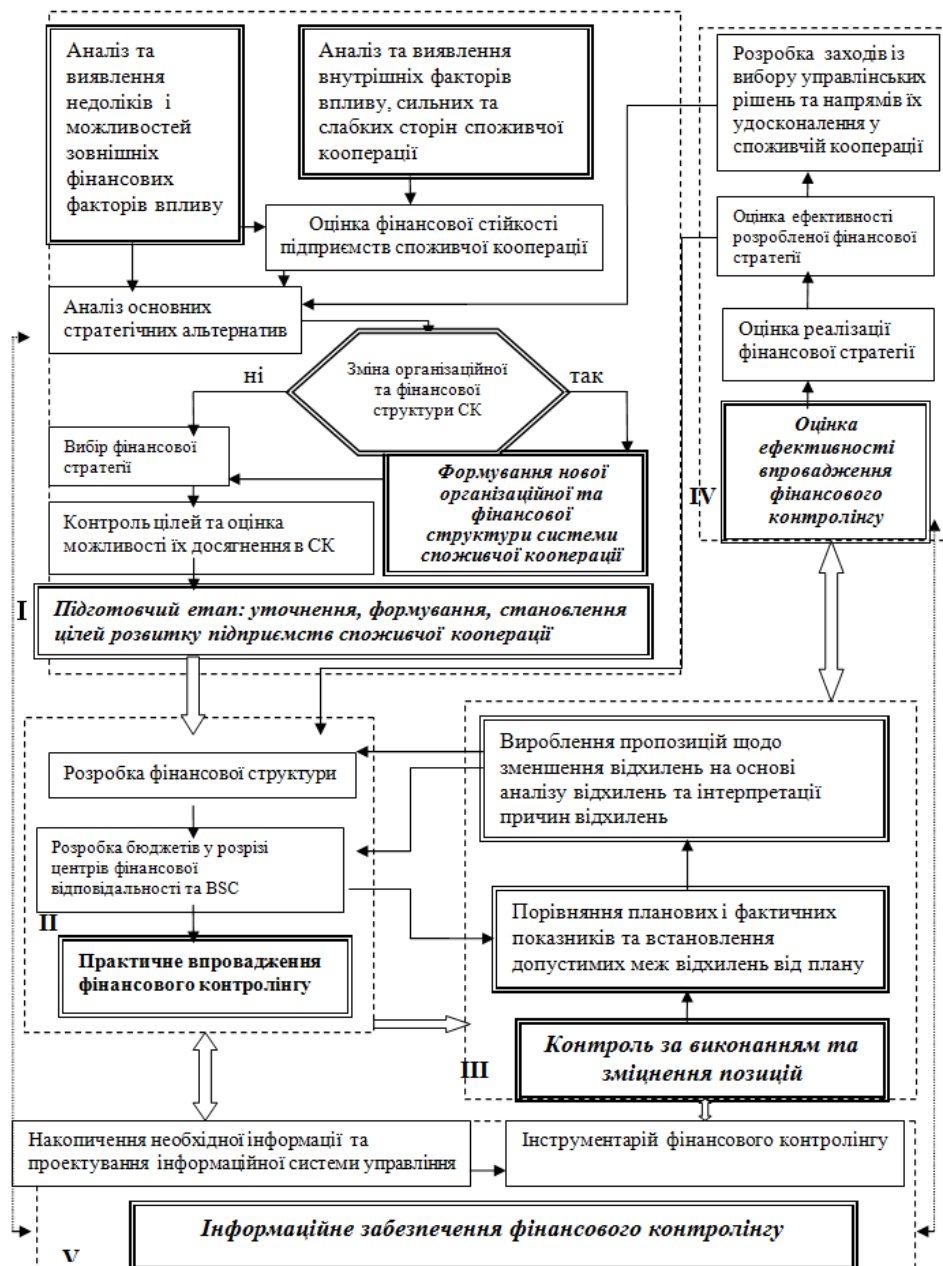 Аналіз та
виявлення
недоліків і
можливостей
зовнішніх
фінансових
факторів впливу
Аналіз та виявлення
внутрішніх факторів
впливу, сильних та
слабких сторін споживчої
кооперації
Розробка заходів із
вибору управлінських
рішень та напрямів їх
удосконалення у
споживчій кооперації
Оцінка фінансової стійкості
підприємств споживчої кооперації
Оцінка ефективності
розробленої фінансової
стратегії
Аналіз основних
стратегічних альтернатив
Оцінка реалізації
фінансової стратегії
ні
Зміна організаційної
та фінансової
структури СК
так
Вибір фінансової
стратегії
Формування нової
організаційної та
фінансової
структури системи
споживчої кооперації
IV
Оцінка
ефективності
впровадження
фінансового
контролінгу
Контроль цілей та оцінка
можливості їх досягнення в СК
I
Підготовчий етап: уточнення, формування, становлення
цілей розвитку підприємств споживчої кооперації
Розробка фінансової структури
Розробка бюджетів у розрізі
центрів фінансової
відповідальності та BSC
II
Практичне впровадження
фінансового контролінгу
Вироблення пропозицій щодо
зменшення відхилень на основі
аналізу відхилень та інтерпретації
причин відхилень
Порівняння планових і фактичних
показників та встановлення
допустимих меж відхилень від плану
III
Контроль за виконанням та
зміцнення позицій
Накопичення необхідної інформації та
проектування інформаційної системи управління
Інструментарій фінансового контролінгу
Інформаційне забезпечення фінансового контролінгу
V